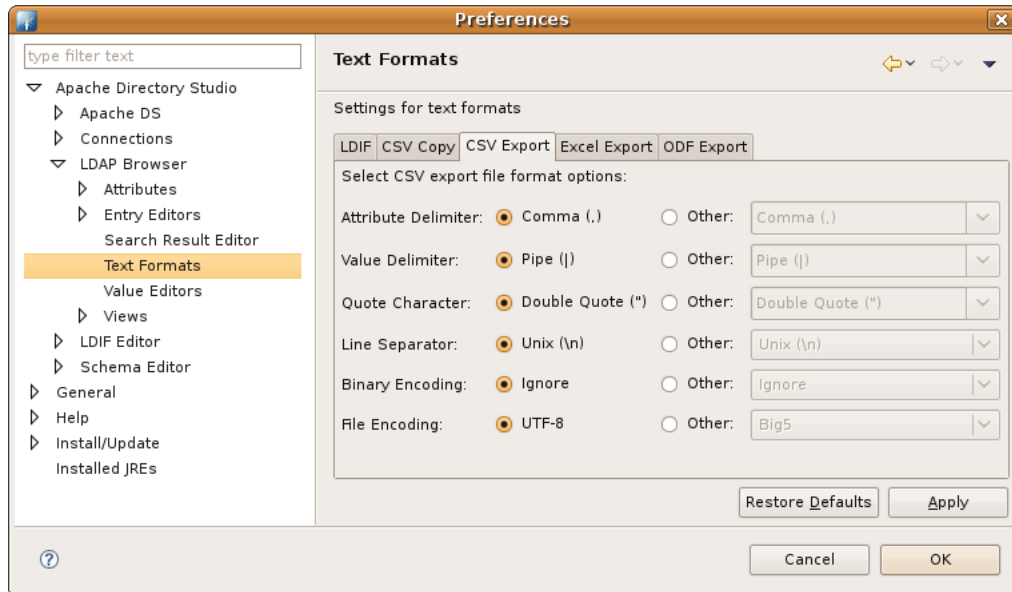 Preferences
type filter text
Apache Directory Studio
Apache DS
Connections
LDAP Browser
Attributes
Entry Editors
Search Result Editor
Text Formats
Value Editors
Views
LDIF Editor
Schema Editor
General
Help
Install/Update
Installed JREs
Text Formats
Settings for text formats
LDIF CSV Copy CSV Export Excel Export ODF Export
Select CSV export file format options:
Attribute Delimiter: Comma (,) Other: Comma (,)
Value Delimiter: Pipe (|) Other: Pipe (|)
Quote Character: Double Quote (") Other: Double Quote (")
Line Separator: Unix (\n) Other: Unix (\n)
Binary Encoding: Ignore Other: Ignore
File Encoding: UTF-8 Other: Big5
Restore Defaults Apply
? Cancel OK